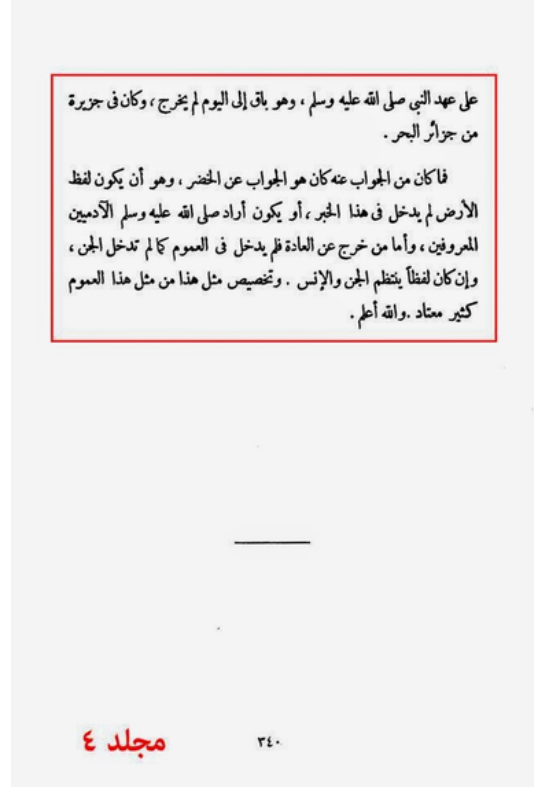 على عهد النبي صلى الله عليه وسلم ، وهو باق إلى اليوم لم يخرج ، وكان فى جزيرة
من جزائر البحر .
فما كان من الجواب عنه كان هو الجواب عن الخضر ، وهو أن يكون لفظ
الأرض لم يدخل فى هذا الخبر ، أو يكون أراد صلى الله عليه وسلم الآدميين
المعروفين ، وأما من خرج عن العادة فلم يدخل فى العموم كما لم تدخل الجن ،
وإن كان لفظاً ينتظم الجن والإنس . وتخصيص مثل هذا من مثل هذا العموم
كثير معتاد .والله أعلم .
مجلد ٤
٣٤٠